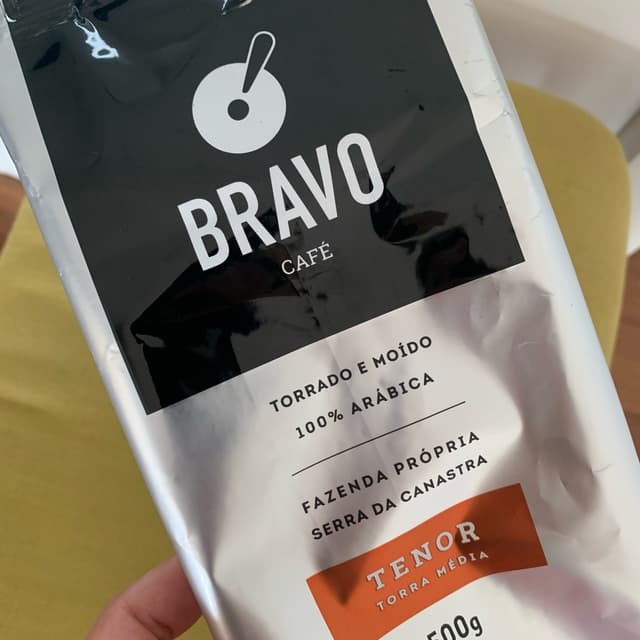 BRAVO
CAFÉ
TORRADO E MOÍDO
100% ARÁBICA
FAZENDA PRÓPRIA
SERRA DA CANASTRA
TENOR
TORRA MÉDIA
500g